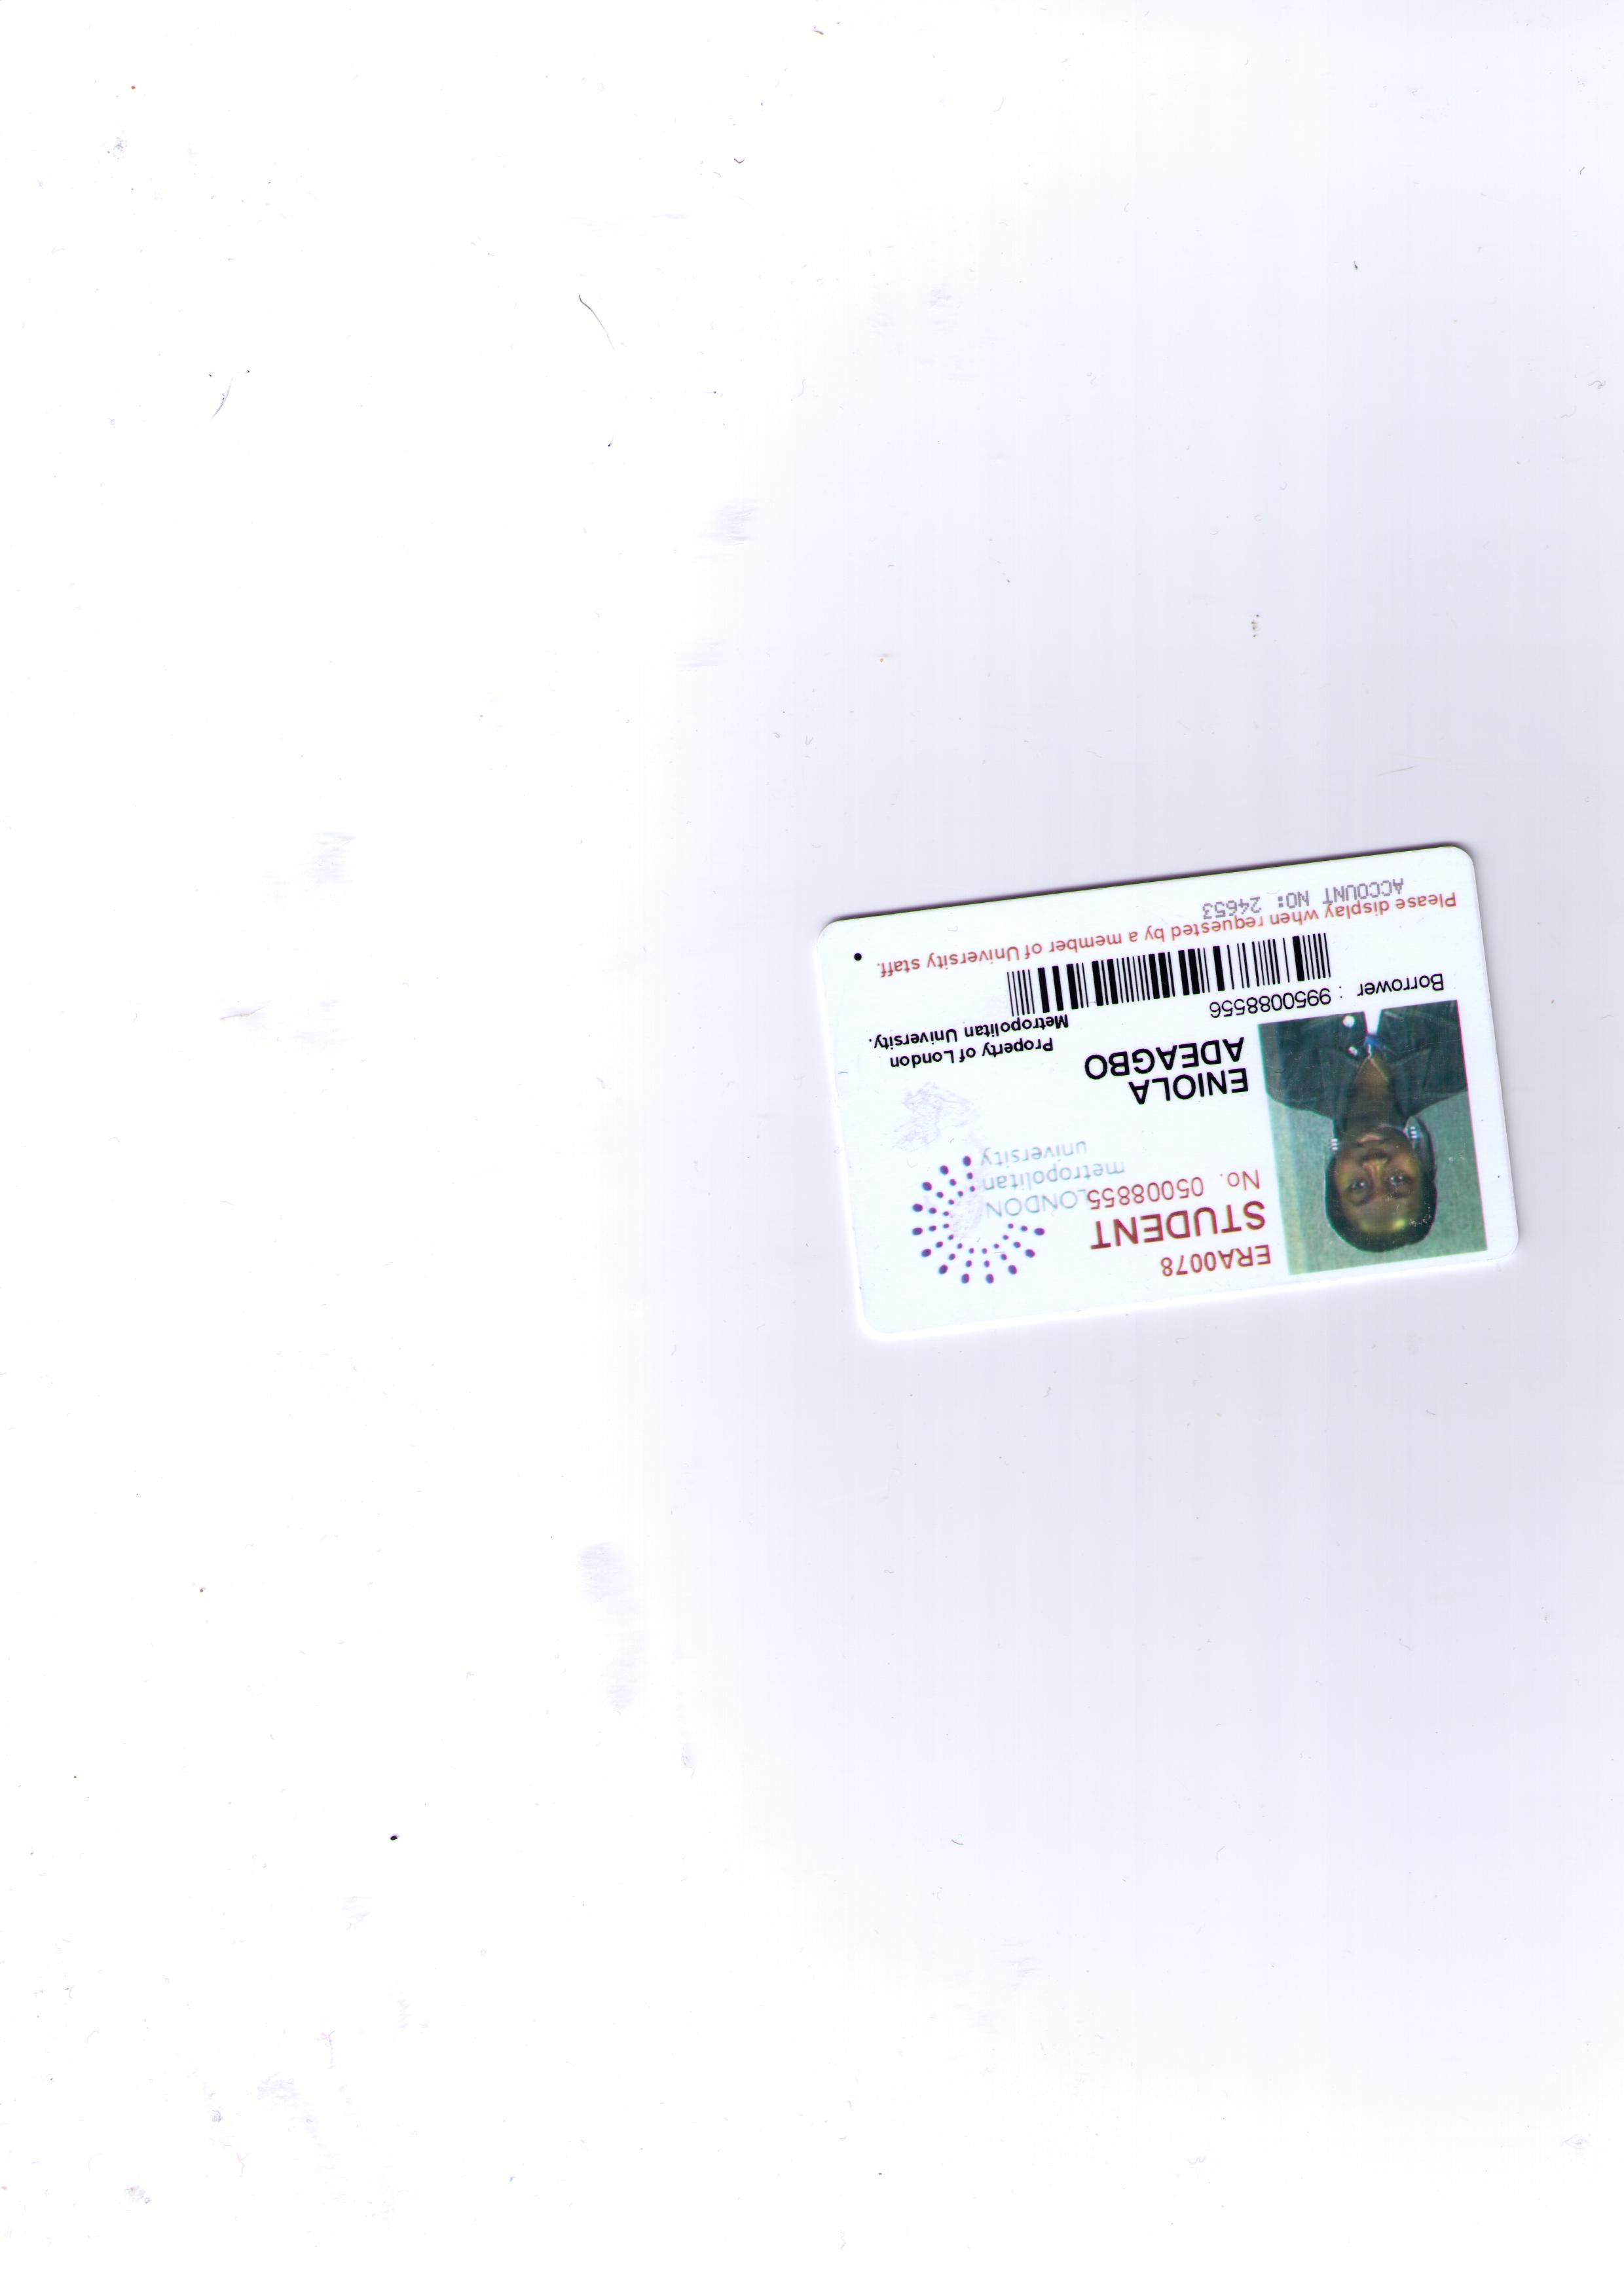 ERA0078
STUDENT
No. 05008855
LONDON
metropolitan
university
ENIOLA
ADEAGBO
Property of London
Metropolitan University.
Borrower : 9950088556
Please display when requested by a member of University staff.
ACCOUNT NO: 24653